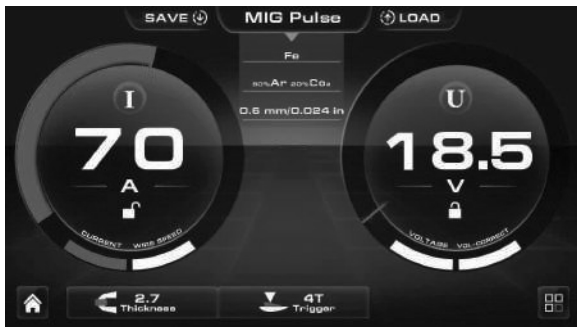 SAVE
MIG Pulse
LOAD
Fe
80%Ar 20%CO₂
0.6 mm/0.024 in
I
70
A
CURRENT WIRE SPEED
U
18.5
V
VOLTAGE VOL-CORRECT
2.7
Thickness
4T
Trigger